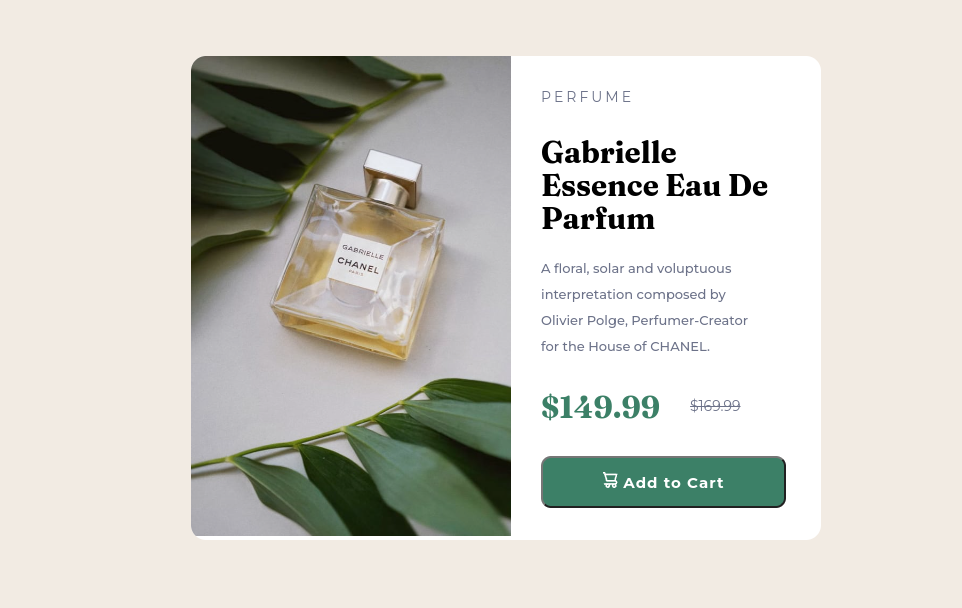 PERFUME
Gabrielle
Essence Eau De
Parfum
A floral, solar and voluptuous
interpretation composed by
Olivier Polge, Perfumer-Creator
for the House of CHANEL.
$149.99 $169.99
Add to Cart
GABRIELLE
CHANEL
PARIS